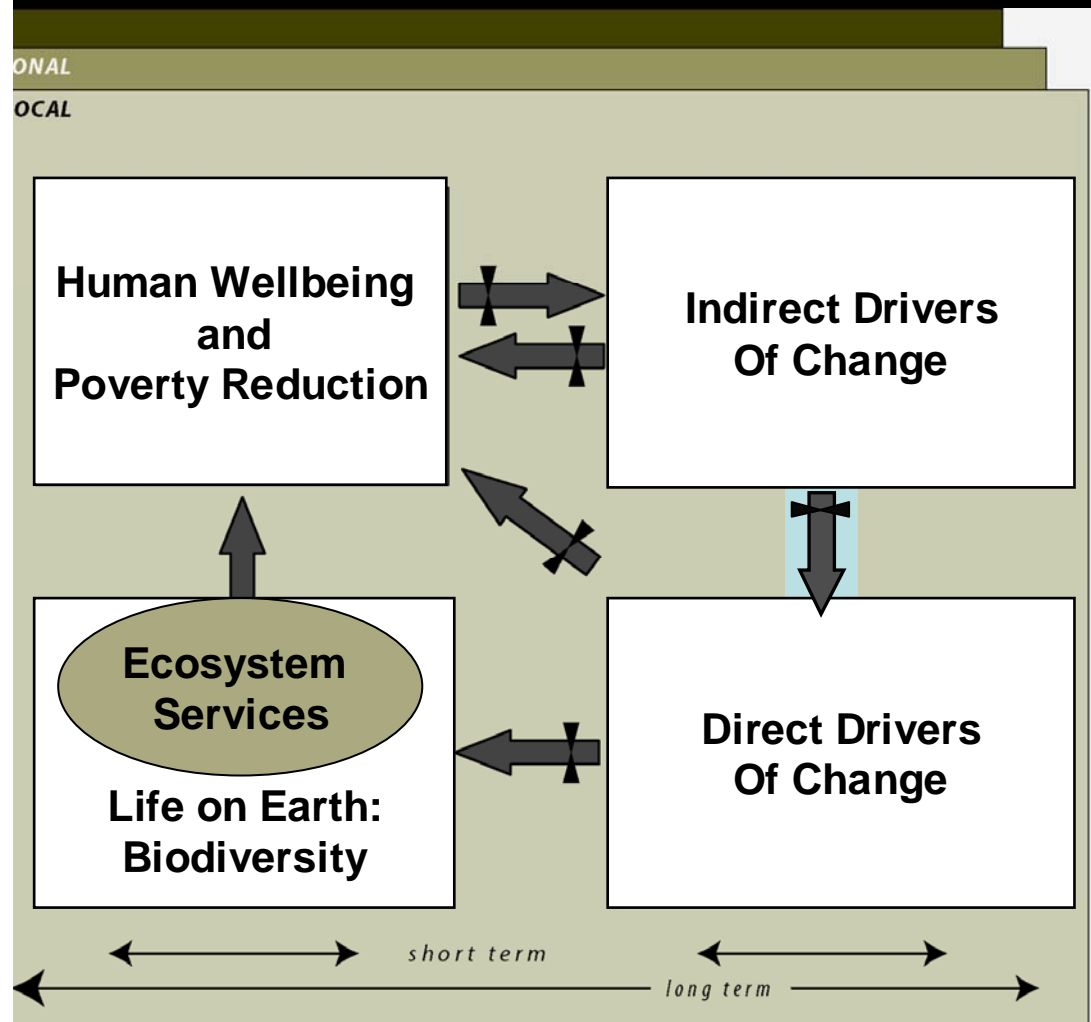 ONAL
OCAL
Human Wellbeing
and
Poverty Reduction
Indirect Drivers
Of Change
Ecosystem
Services
Life on Earth:
Biodiversity
Direct Drivers
Of Change
short term
long term